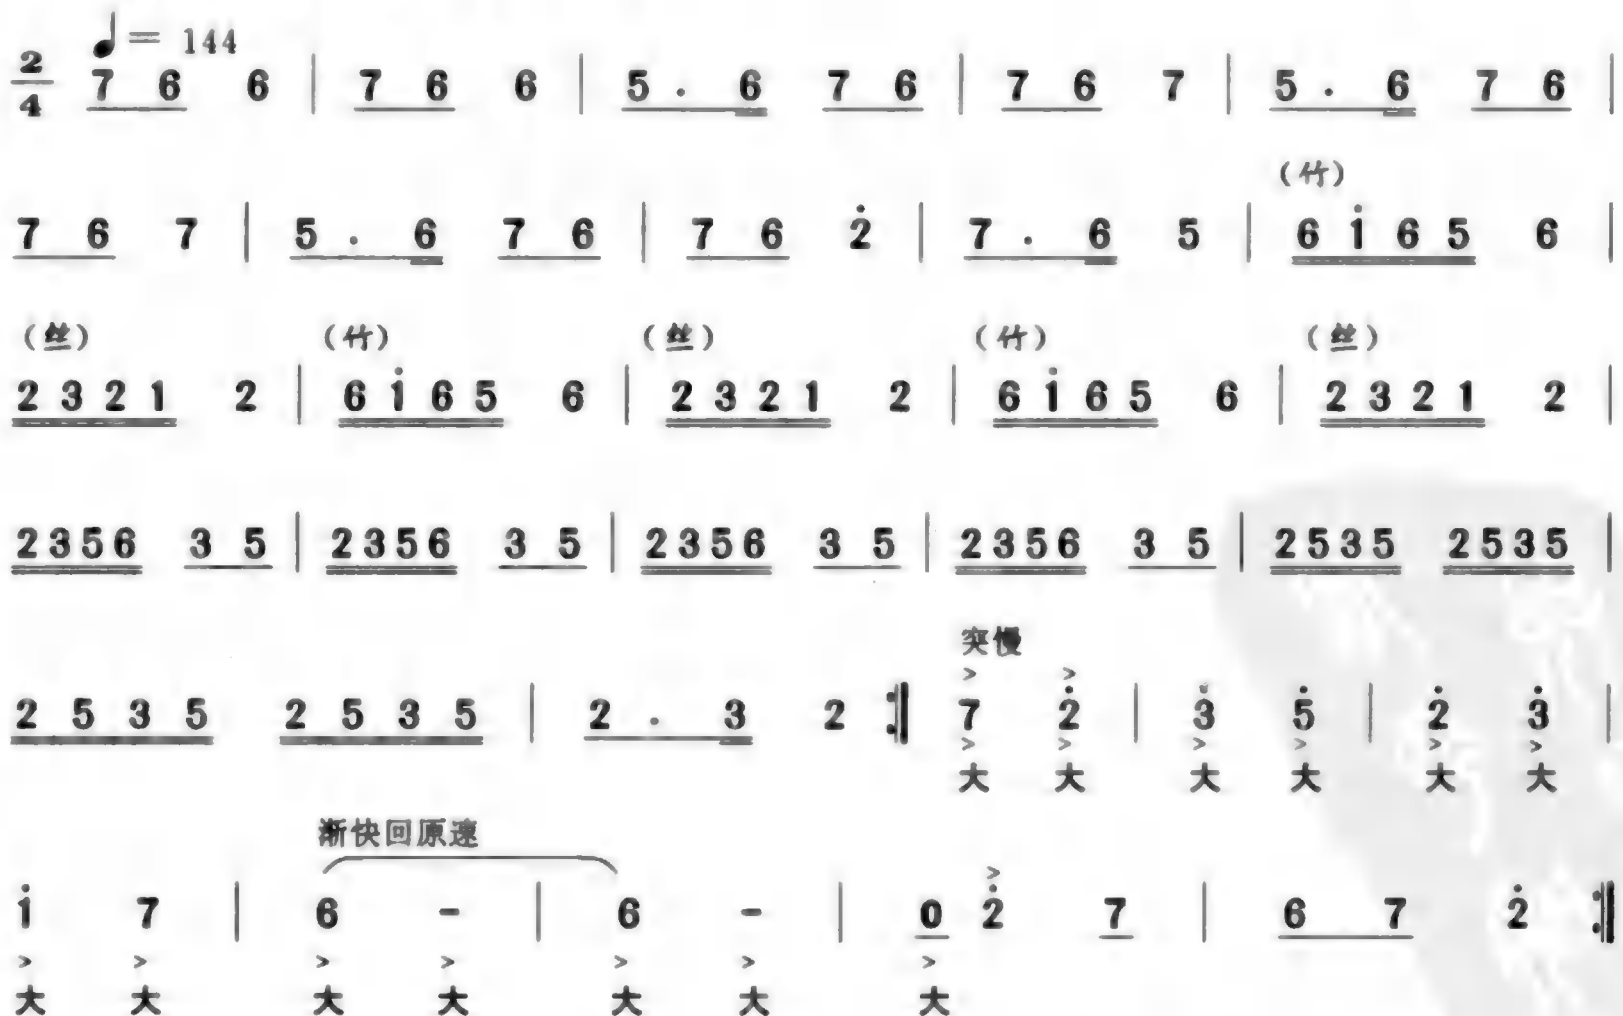 ♩= 144
2/4 7 6 6 | 7 6 6 | 5 . 6 7 6 | 7 6 7 | 5 . 6 7 6 |
(竹)
7 6 7 | 5 . 6 7 6 | 7 6 2̇ | 7 . 6 5 | 6 1̇ 6 5 6 |
(丝) (竹) (丝) (竹) (丝)
2 3 2 1 2 | 6 1̇ 6 5 6 | 2 3 2 1 2 | 6 1̇ 6 5 6 | 2 3 2 1 2 |
2356 3 5 | 2356 3 5 | 2356 3 5 | 2356 3 5 | 2535 2535 |
突慢
> >
2 5 3 5 2 5 3 5 | 2 . 3 2 :‖ 7 2̇ | 3̇ 5̇ | 2̇ 3̇ |
> > > > > >
大 大 大 大 大 大
渐快回原速
>
1̇ 7 | 6 - | 6 - | 0 2̇ 7 | 6 7 2̇ :‖
> > > > > > >
大 大 大 大 大 大 大